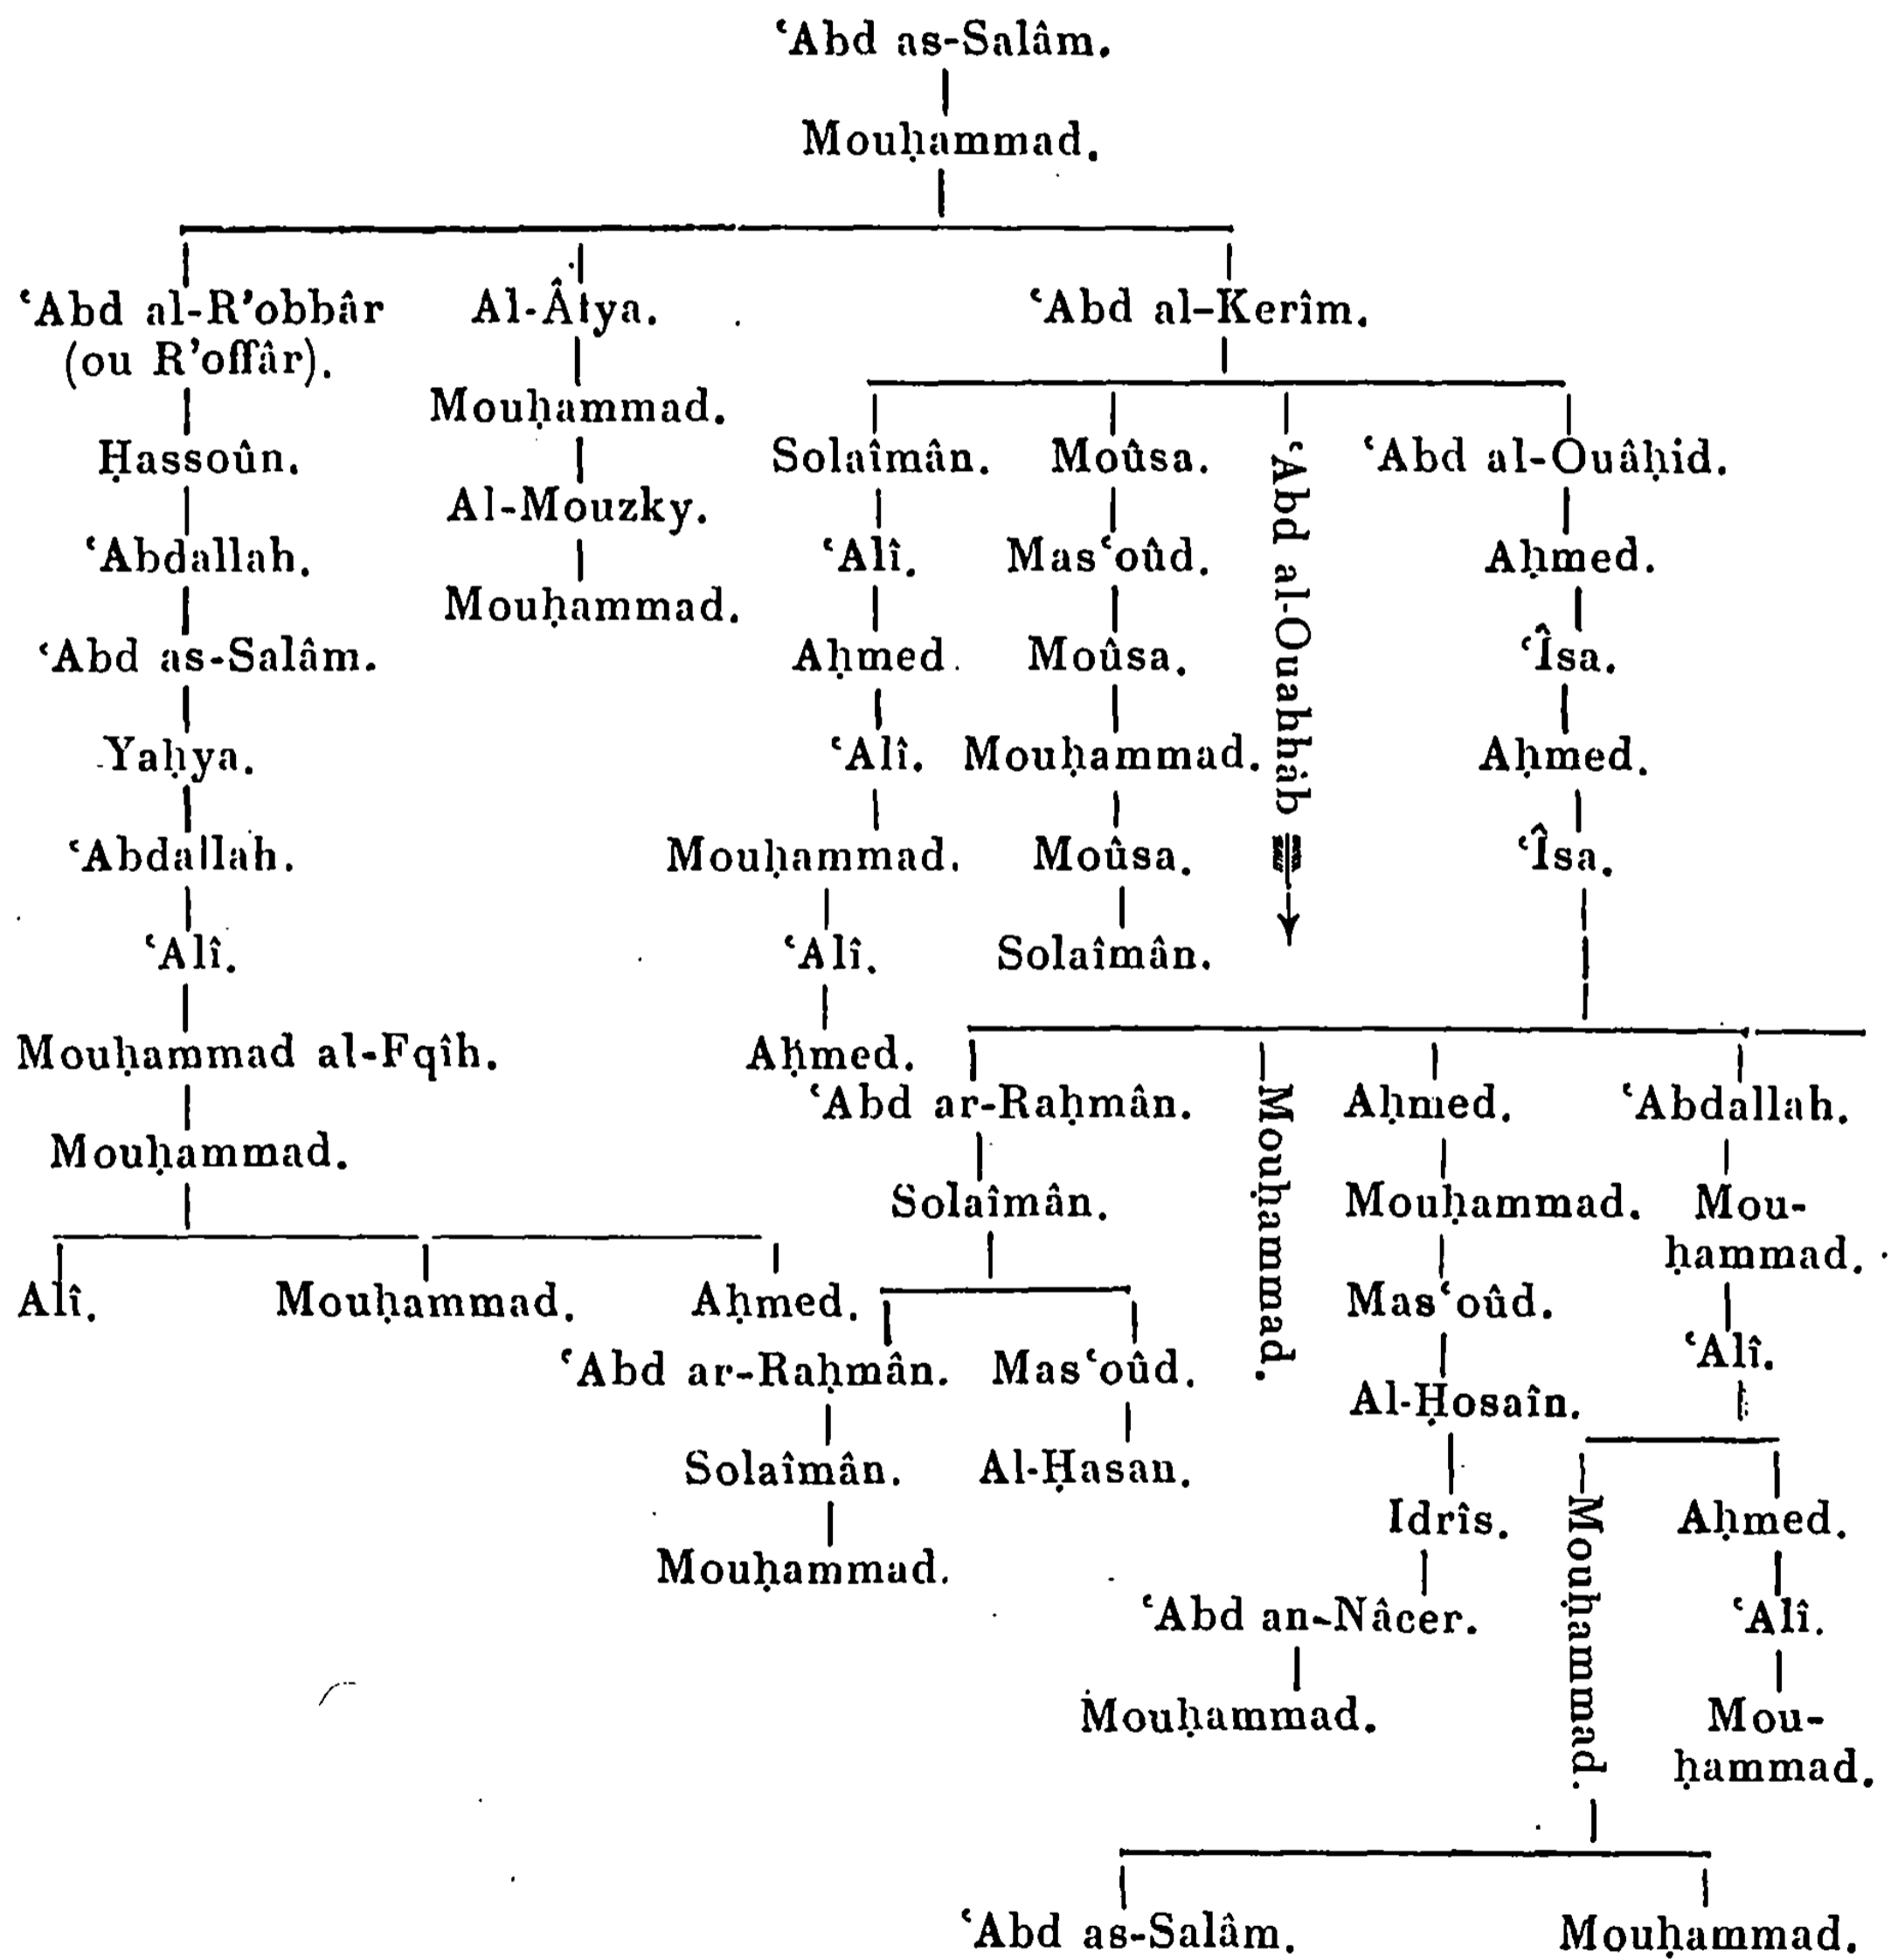 ʿAbd as-Salâm.
Mouḥammad.
ʿAbd al-R'obbâr
(ou R'offâr).
Al-Âṭya.
ʿAbd al-Kerîm.
Mouḥammad.
Ḥassoûn.
Solaîmân.
Moûsa.
ʿAbd al-Ouahhâb
ʿAbd al-Ouâḥid.
Al-Mouzky.
ʿAbdallah.
ʿAlî.
Masʿoûd.
Aḥmed.
Mouḥammad.
ʿAbd as-Salâm.
Aḥmed.
Moûsa.
ʿÎsa.
Yaḥya.
ʿAlî.
Mouḥammad.
Aḥmed.
ʿAbdallah.
Mouḥammad.
Moûsa.
ʿÎsa.
ʿAlî.
ʿAlî.
Solaîmân.
Mouḥammad al-Fqîh.
Aḥmed.
ʿAbd ar-Raḥmân.
Mouḥammad.
Aḥmed.
ʿAbdallah.
Mouḥammad.
Solaîmân.
Mouḥammad.
Mou-
ḥammad.
Alî.
Mouḥammad.
Aḥmed.
Masʿoûd.
ʿAlî.
ʿAbd ar-Raḥmân.
Masʿoûd.
Al-Ḥosaîn.
Solaîmân.
Al-Ḥasan.
Idrîs.
Mouḥammad.
Aḥmed.
Mouḥammad.
ʿAbd an-Nâcer.
ʿAlî.
Mouḥammad.
Mou-
ḥammad.
ʿAbd as-Salâm.
Mouḥammad.